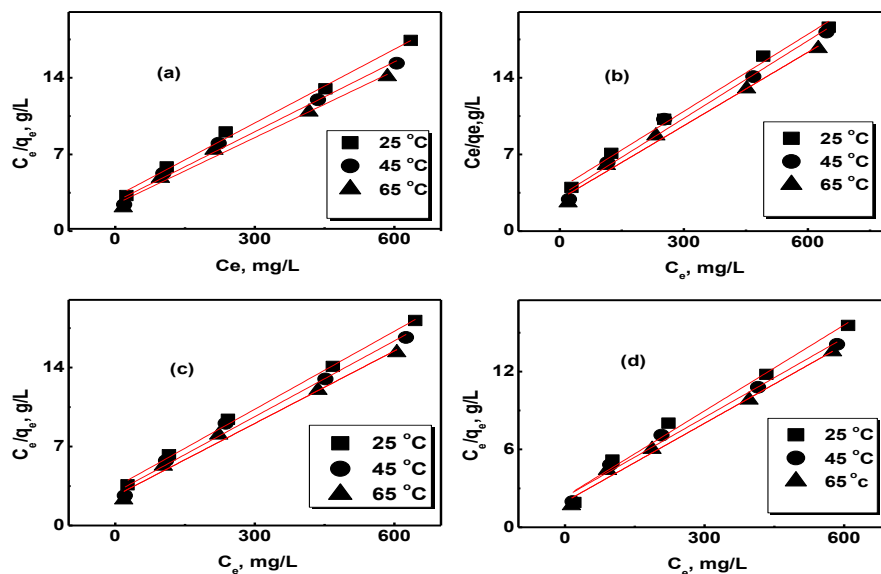 (a)
C_e/q_e, g/L
14
7
0
25 °C
45 °C
65 °C
0 300 600
Ce, mg/L
(b)
Ce/qe,g/L
14
7
0
25 °C
45 °C
65 °C
0 300 600
C_e, mg/L
(c)
C_e/q_e, g/L
14
7
0
25 °C
45 °C
65 °C
0 300 600
C_e, mg/L
(d)
C_e/q_e, g/L
12
6
0
25 °C
45 °C
65 °c
0 300 600
C_e, mg/L